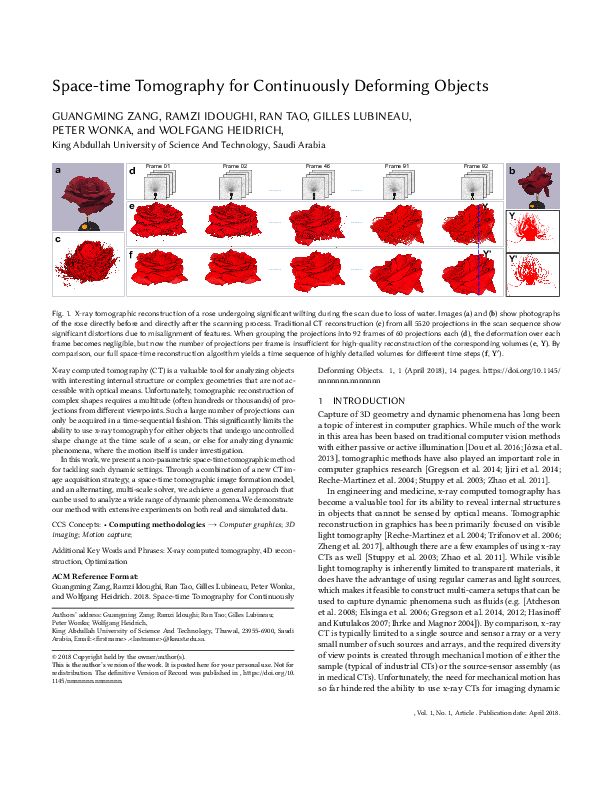 Space-time Tomography for Continuously Deforming Objects
GUANGMING ZANG, RAMZI IDOUGHI, RAN TAO, GILLES LUBINEAU,
PETER WONKA, and WOLFGANG HEIDRICH,
King Abdullah University of Science And Technology, Saudi Arabia
a
d
Frame 01
Frame 02
Frame 46
Frame 91
Frame 92
b
e
Y
Y
c
f
Y'
Y'
Fig. 1. X-ray tomographic reconstruction of a rose undergoing significant wilting during the scan due to loss of water. Images (a) and (b) show photographs
of the rose directly before and directly after the scanning process. Traditional CT reconstruction (c) from all 5520 projections in the scan sequence show
significant distortions due to misalignment of features. When grouping the projections into 92 frames of 60 projections each (d), the deformation over each
frame becomes negligible, but now the number of projections per frame is insufficient for high-quality reconstruction of the corresponding volumes (e, Y). By
comparison, our full space-time reconstruction algorithm yields a time sequence of highly detailed volumes for different time steps (f, Y').
X-ray computed tomography (CT) is a valuable tool for analyzing objects
with interesting internal structure or complex geometries that are not ac-
cessible with optical means. Unfortunately, tomographic reconstruction of
complex shapes requires a multitude (often hundreds or thousands) of pro-
jections from different viewpoints. Such a large number of projections can
only be acquired in a time-sequential fashion. This significantly limits the
ability to use x-ray tomography for either objects that undergo uncontrolled
shape change at the time scale of a scan, or else for analyzing dynamic
phenomena, where the motion itself is under investigation.
In this work, we present a non-parametric space-time tomographic method
for tackling such dynamic settings. Through a combination of a new CT im-
age acquisition strategy, a space-time tomographic image formation model,
and an alternating, multi-scale solver, we achieve a general approach that
can be used to analyze a wide range of dynamic phenomena. We demonstrate
our method with extensive experiments on both real and simulated data.
CCS Concepts: • Computing methodologies → Computer graphics; 3D
imaging; Motion capture;
Additional Key Words and Phrases: X-ray computed tomography, 4D recon-
struction, Optimization
ACM Reference Format:
Guangming Zang, Ramzi Idoughi, Ran Tao, Gilles Lubineau, Peter Wonka,
and Wolfgang Heidrich. 2018. Space-time Tomography for Continuously
Authors' address: Guangming Zang; Ramzi Idoughi; Ran Tao; Gilles Lubineau;
Peter Wonka; Wolfgang Heidrich,
King Abdullah University of Science And Technology, Thuwal, 23955-6900, Saudi
Arabia, Email:<firstname>.<lastname>@kaust.edu.sa.
© 2018 Copyright held by the owner/author(s).
This is the author's version of the work. It is posted here for your personal use. Not for
redistribution. The definitive Version of Record was published in , https://doi.org/10.
1145/nnnnnnn.nnnnnnn.
Deforming Objects. 1, 1 (April 2018), 14 pages. https://doi.org/10.1145/
nnnnnnn.nnnnnnn
1 INTRODUCTION
Capture of 3D geometry and dynamic phenomena has long been
a topic of interest in computer graphics. While much of the work
in this area has been based on traditional computer vision methods
with either passive or active illumination [Dou et al. 2016; Józsa et al.
2013], tomographic methods have also played an important role in
computer graphics research [Gregson et al. 2014; Ijiri et al. 2014;
Reche-Martinez et al. 2004; Stuppy et al. 2003; Zhao et al. 2011].
In engineering and medicine, x-ray computed tomography has
become a valuable tool for its ability to reveal internal structures
in objects that cannot be sensed by optical means. Tomographic
reconstruction in graphics has been primarily focused on visible
light tomography [Reche-Martinez et al. 2004; Trifonov et al. 2006;
Zheng et al. 2017], although there are a few examples of using x-ray
CTs as well [Stuppy et al. 2003; Zhao et al. 2011]. While visible
light tomography is inherently limited to transparent materials, it
does have the advantage of using regular cameras and light sources,
which makes it feasible to construct multi-camera setups that can be
used to capture dynamic phenomena such as fluids (e.g. [Atcheson
et al. 2008; Elsinga et al. 2006; Gregson et al. 2014, 2012; Hasinoff
and Kutulakos 2007; Ihrke and Magnor 2004]). By comparison, x-ray
CT is typically limited to a single source and sensor array or a very
small number of such sources and arrays, and the required diversity
of view points is created through mechanical motion of either the
sample (typical of industrial CTs) or the source-sensor assembly (as
in medical CTs). Unfortunately, the need for mechanical motion has
so far hindered the ability to use x-ray CTs for imaging dynamic
, Vol. 1, No. 1, Article . Publication date: April 2018.